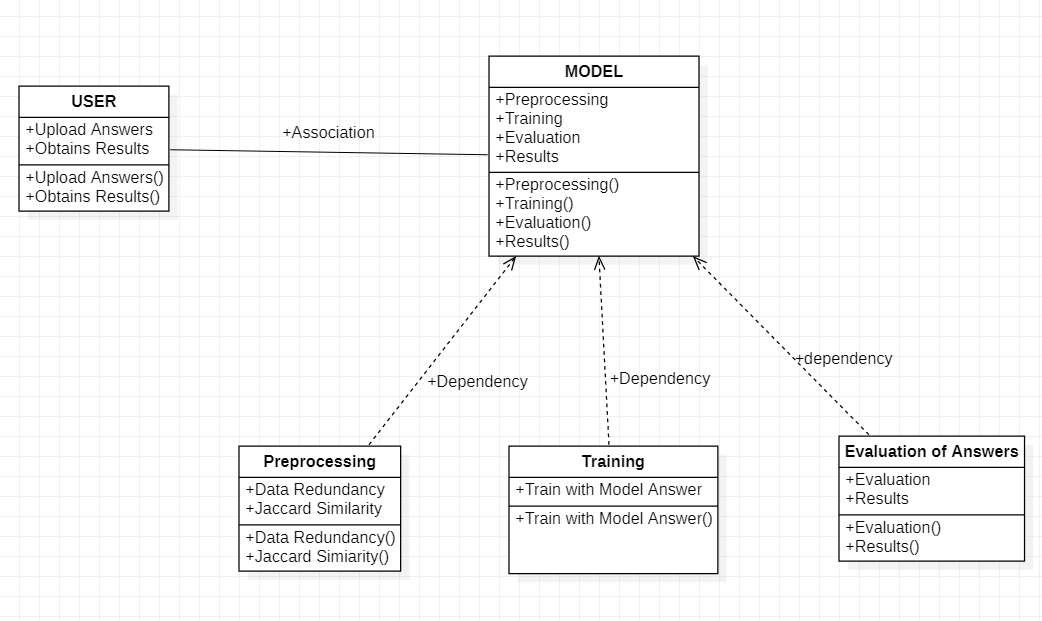 MODEL
+Preprocessing
+Training
+Evaluation
+Results
+Preprocessing()
+Training()
+Evaluation()
+Results()
USER
+Upload Answers
+Obtains Results
+Upload Answers()
+Obtains Results()
+Association
+Dependency
+Dependency
+dependency
Preprocessing
+Data Redundancy
+Jaccard Similarity
+Data Redundancy()
+Jaccard Simiarity()
Training
+Train with Model Answer
+Train with Model Answer()
Evaluation of Answers
+Evaluation
+Results
+Evaluation()
+Results()